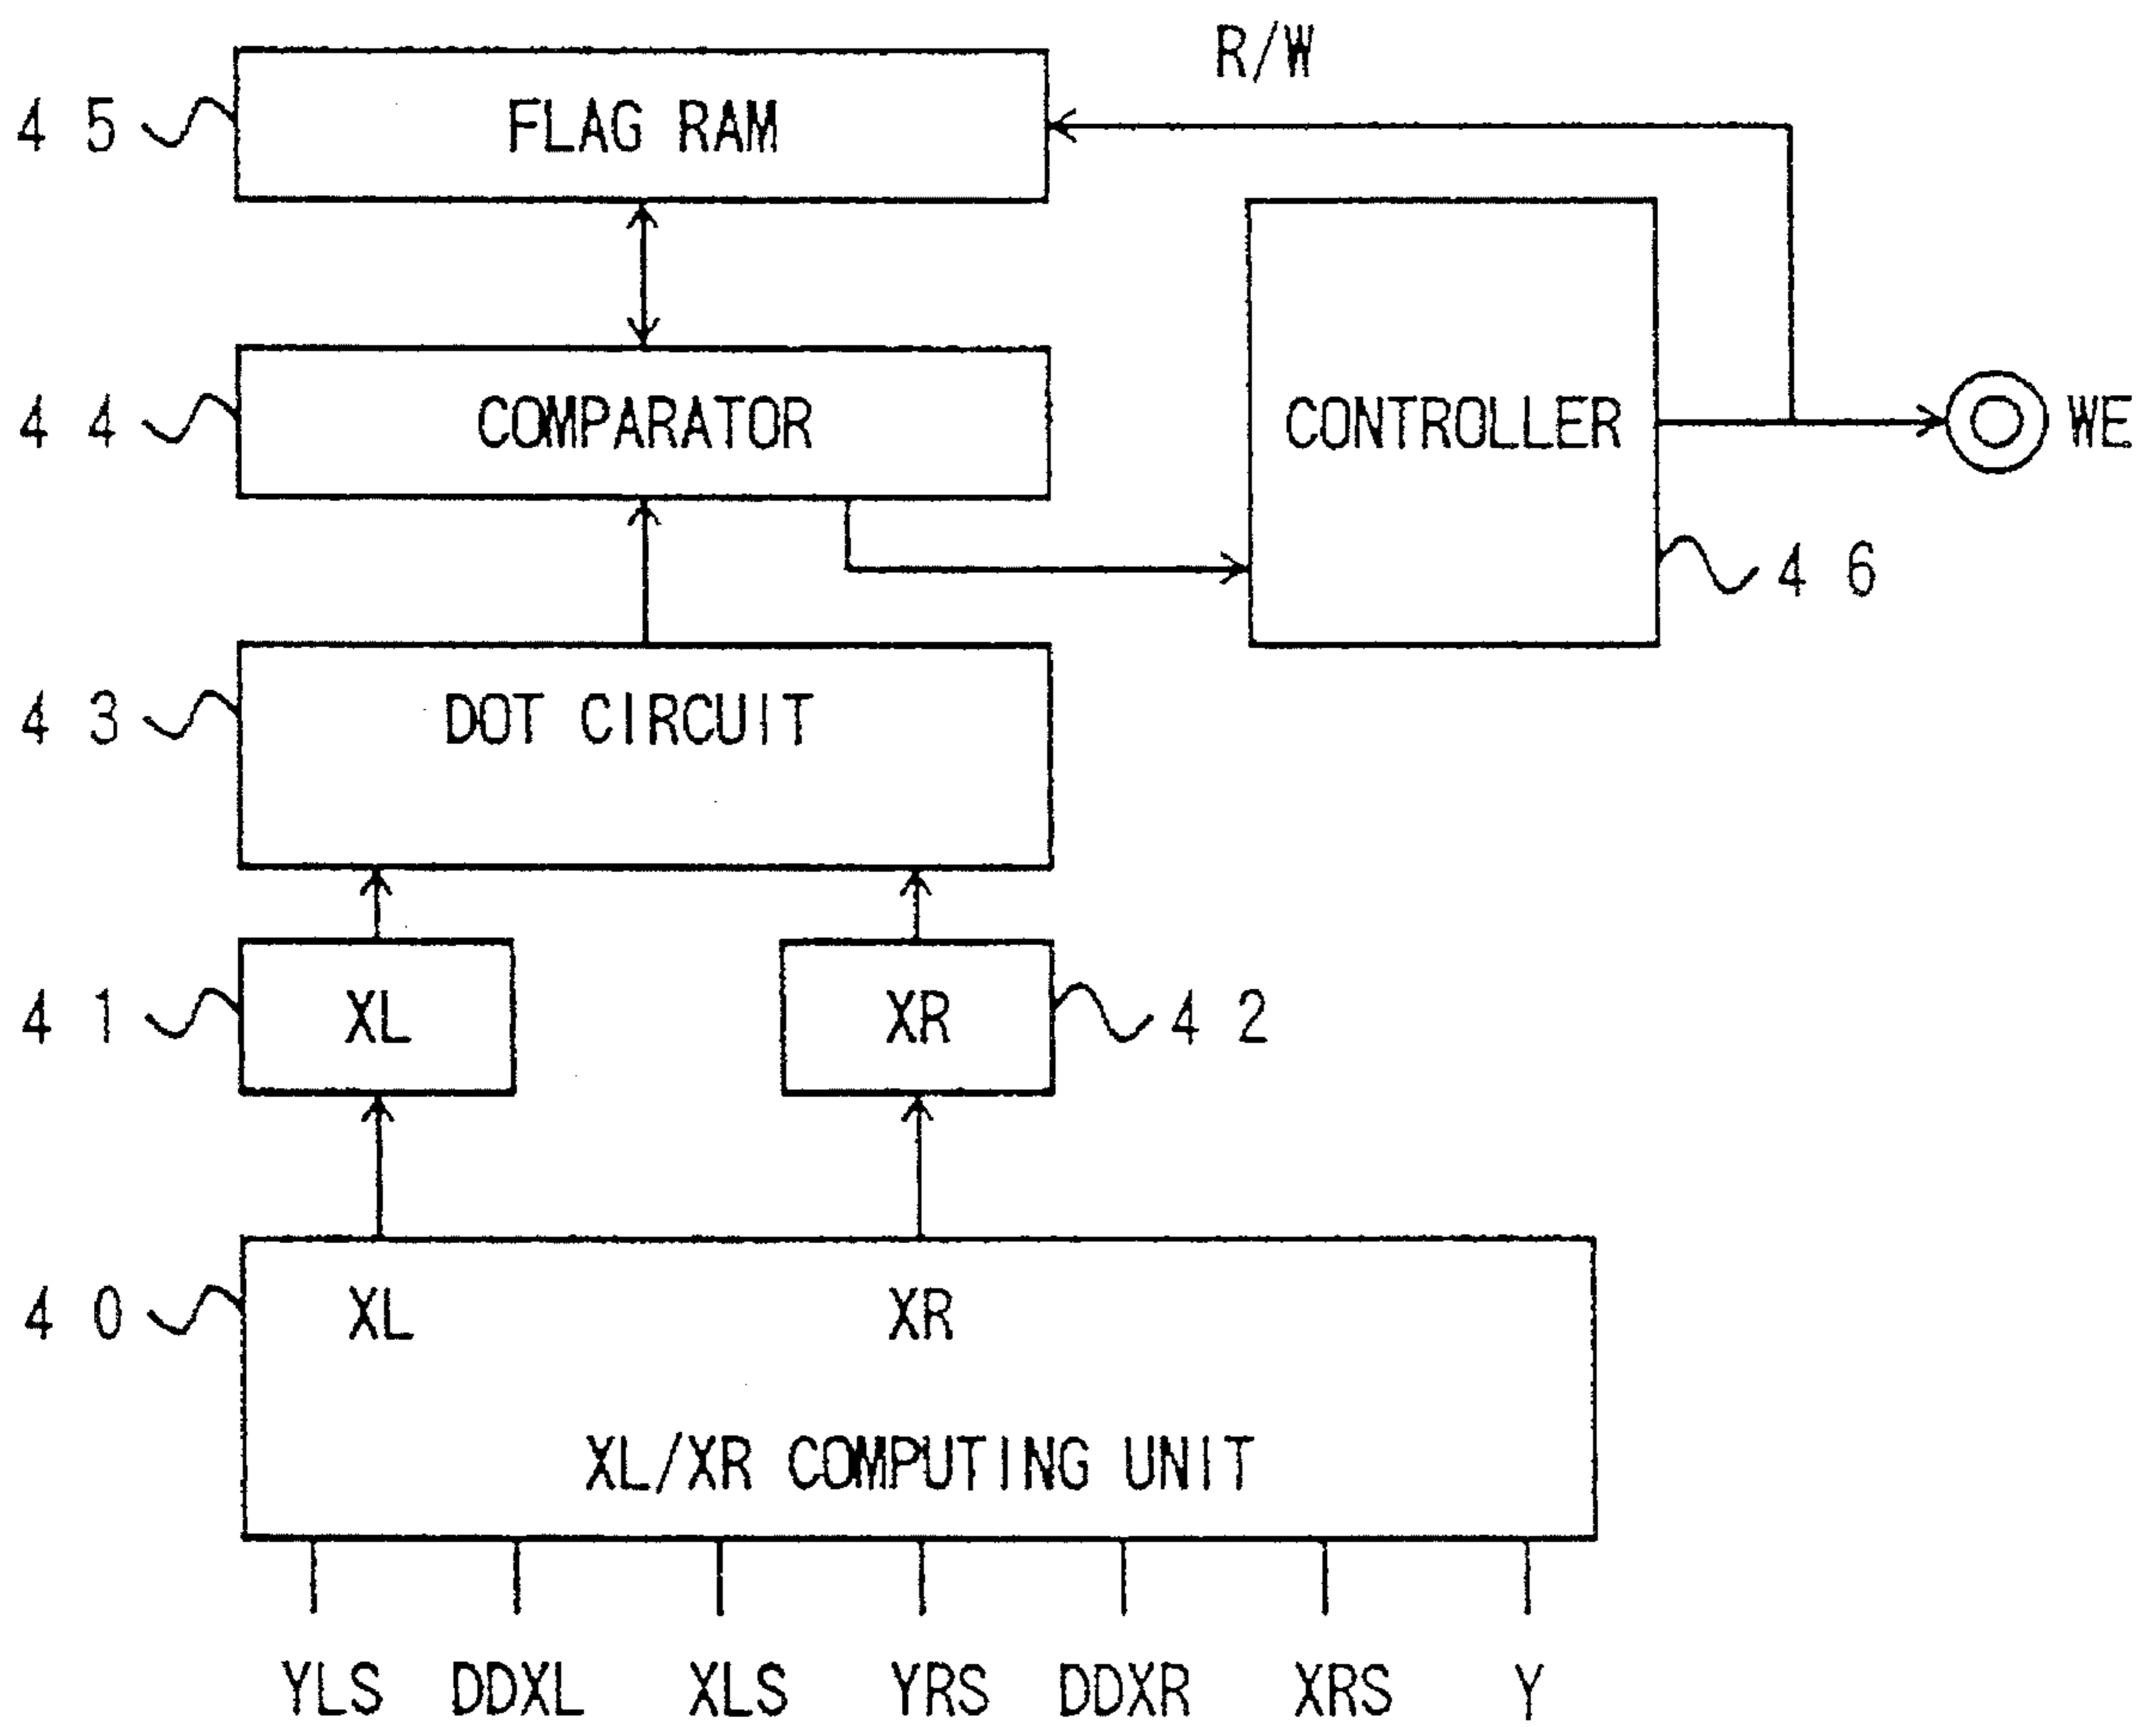 R/W
45 FLAG RAM
44 COMPARATOR CONTROLLER WE
46
43 DOT CIRCUIT
41 XL XR 42
40 XL XR
XL/XR COMPUTING UNIT
YLS DDXL XLS YRS DDXR XRS Y